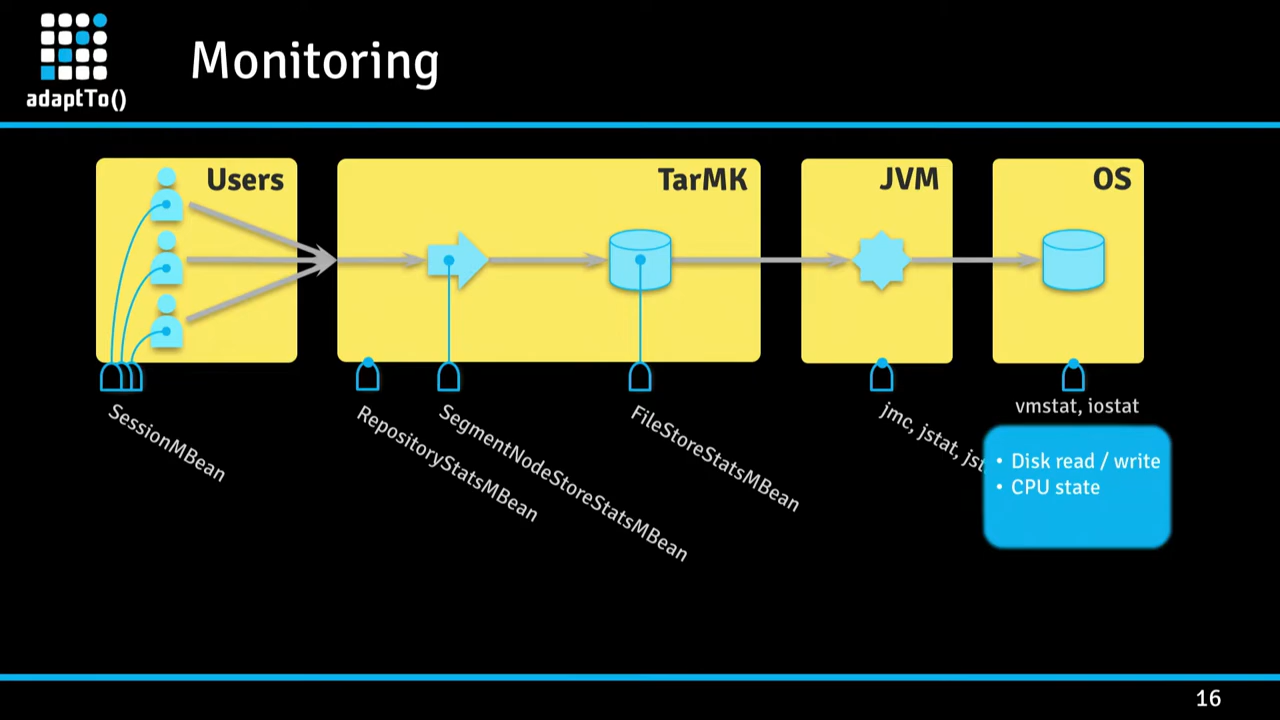 adaptTo()
Monitoring
Users
TarMK
JVM
OS
SessionMBean
RepositoryStatsMBean
SegmentNodeStoreStatsMBean
FileStoreStatsMBean
jmc, jstat,
vmstat, iostat
• Disk read / write
• CPU state
16